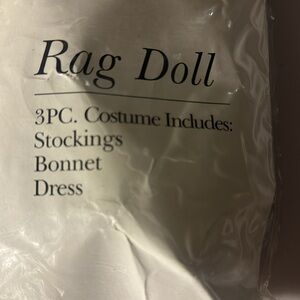 Rag Doll
3PC. Costume Includes:
Stockings
Bonnet
Dress